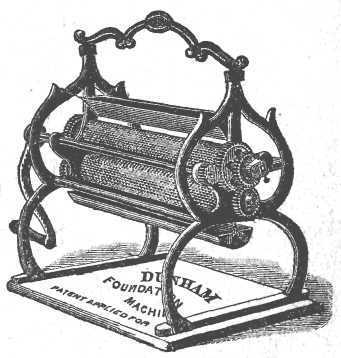 DUNHAM
FOUNDATION
MACHINE
PATENT APPLIED FOR